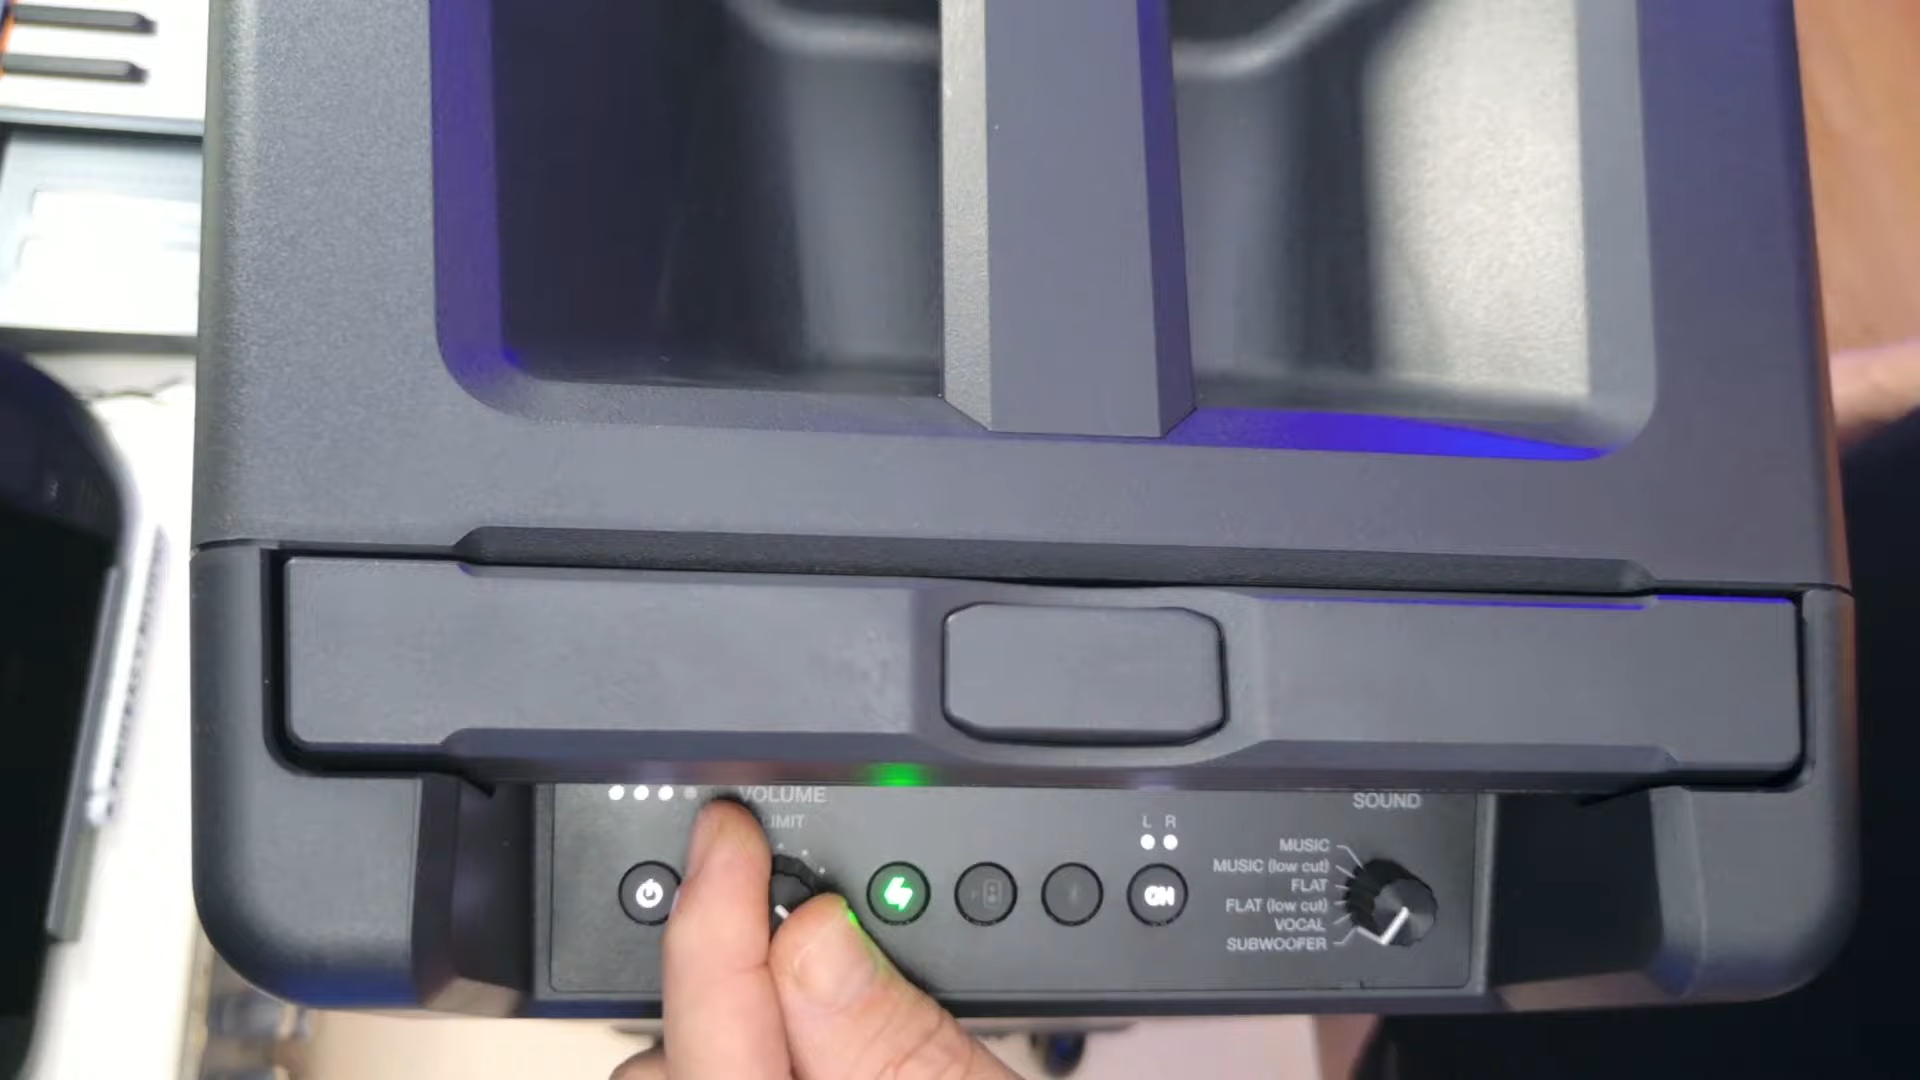 VOLUME
LIMIT
L R
SOUND
MUSIC
MUSIC (low cut)
FLAT
FLAT (low cut)
VOCAL
SUBWOOFER